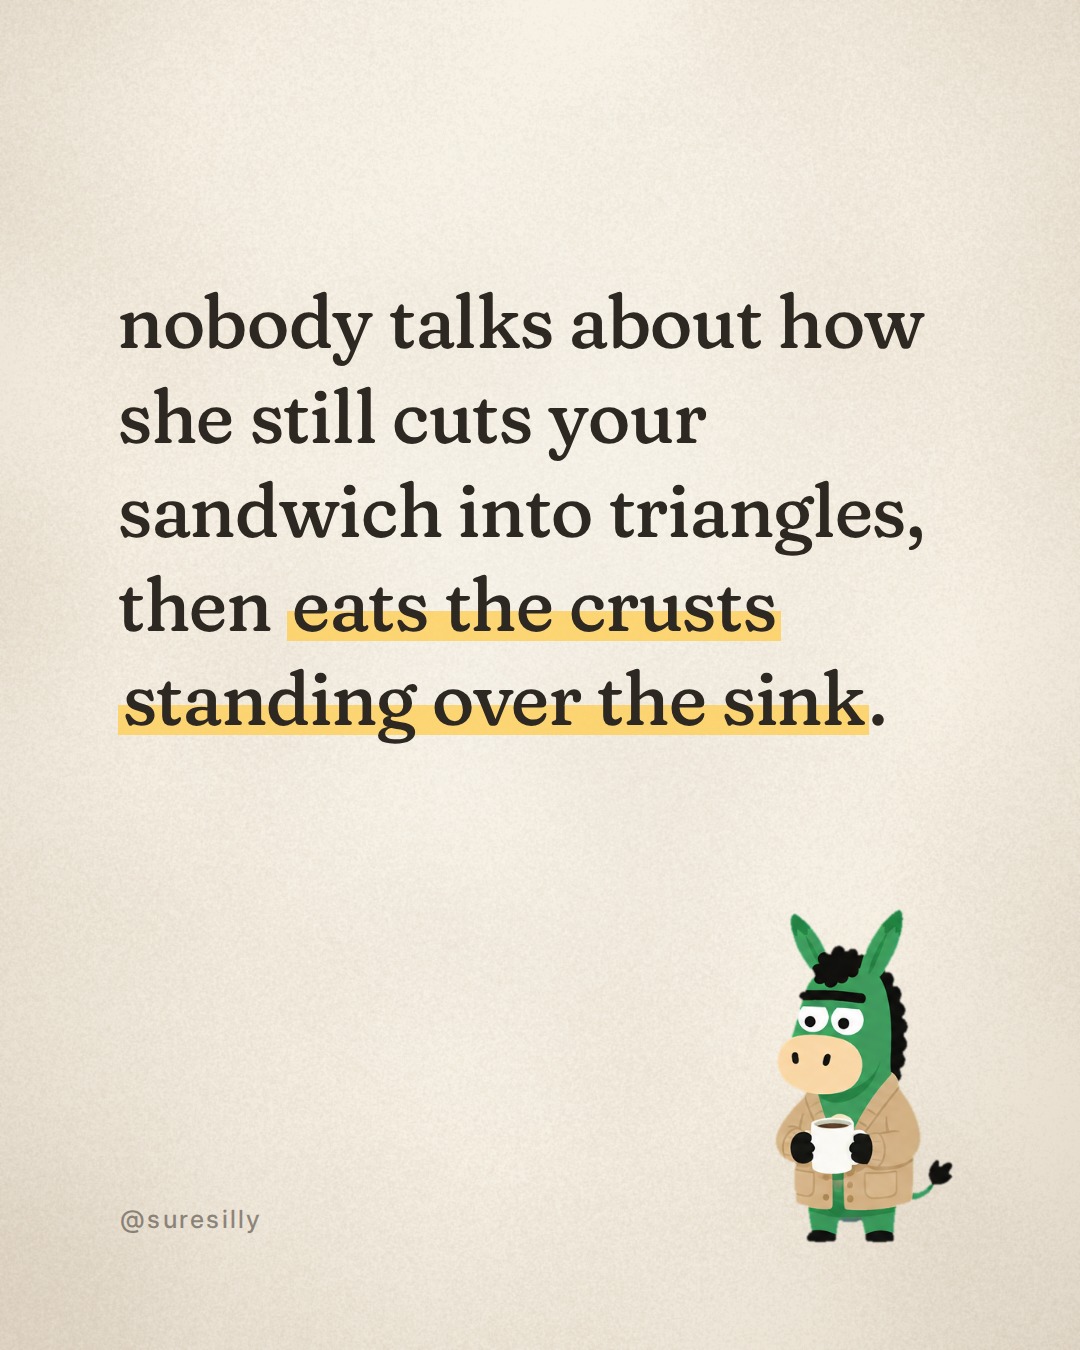 nobody talks about how
she still cuts your
sandwich into triangles,
then eats the crusts
standing over the sink.
@suresilly